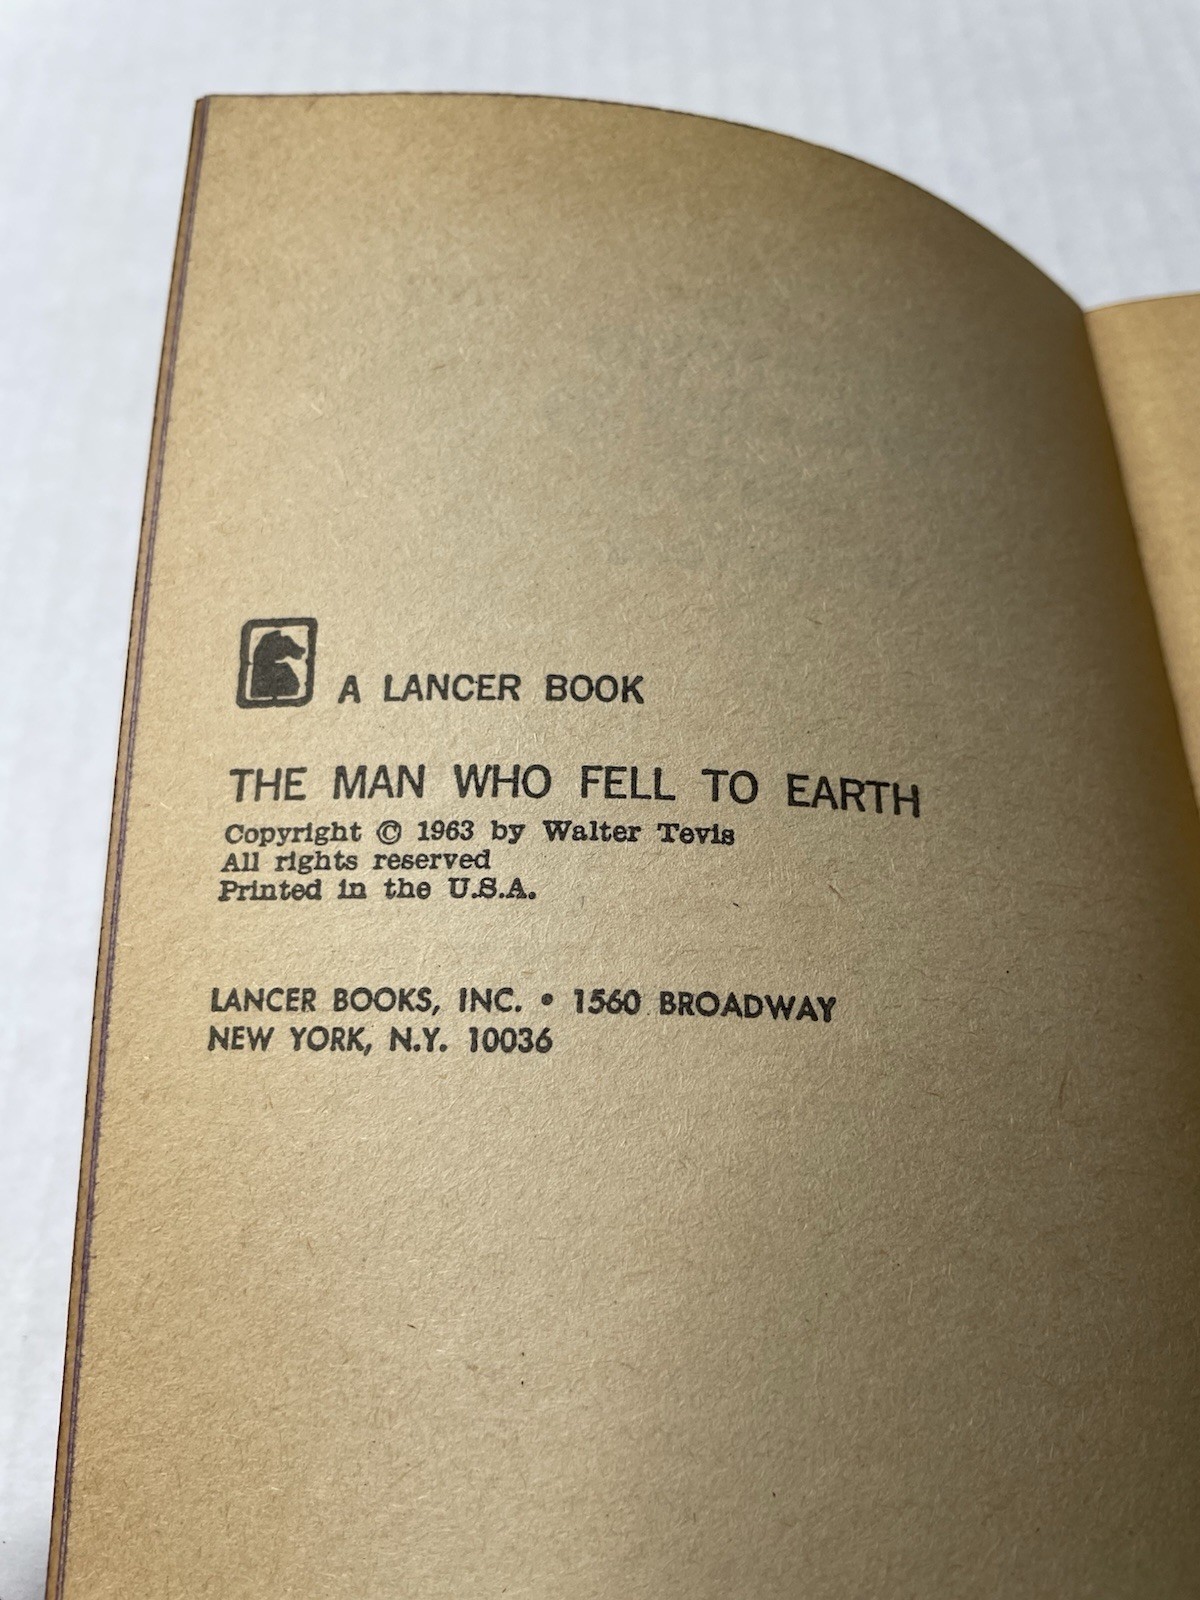 A LANCER BOOK
THE MAN WHO FELL TO EARTH
Copyright © 1963 by Walter Tevis
All rights reserved
Printed in the U.S.A.
LANCER BOOKS, INC. • 1560 BROADWAY
NEW YORK, N.Y. 10036